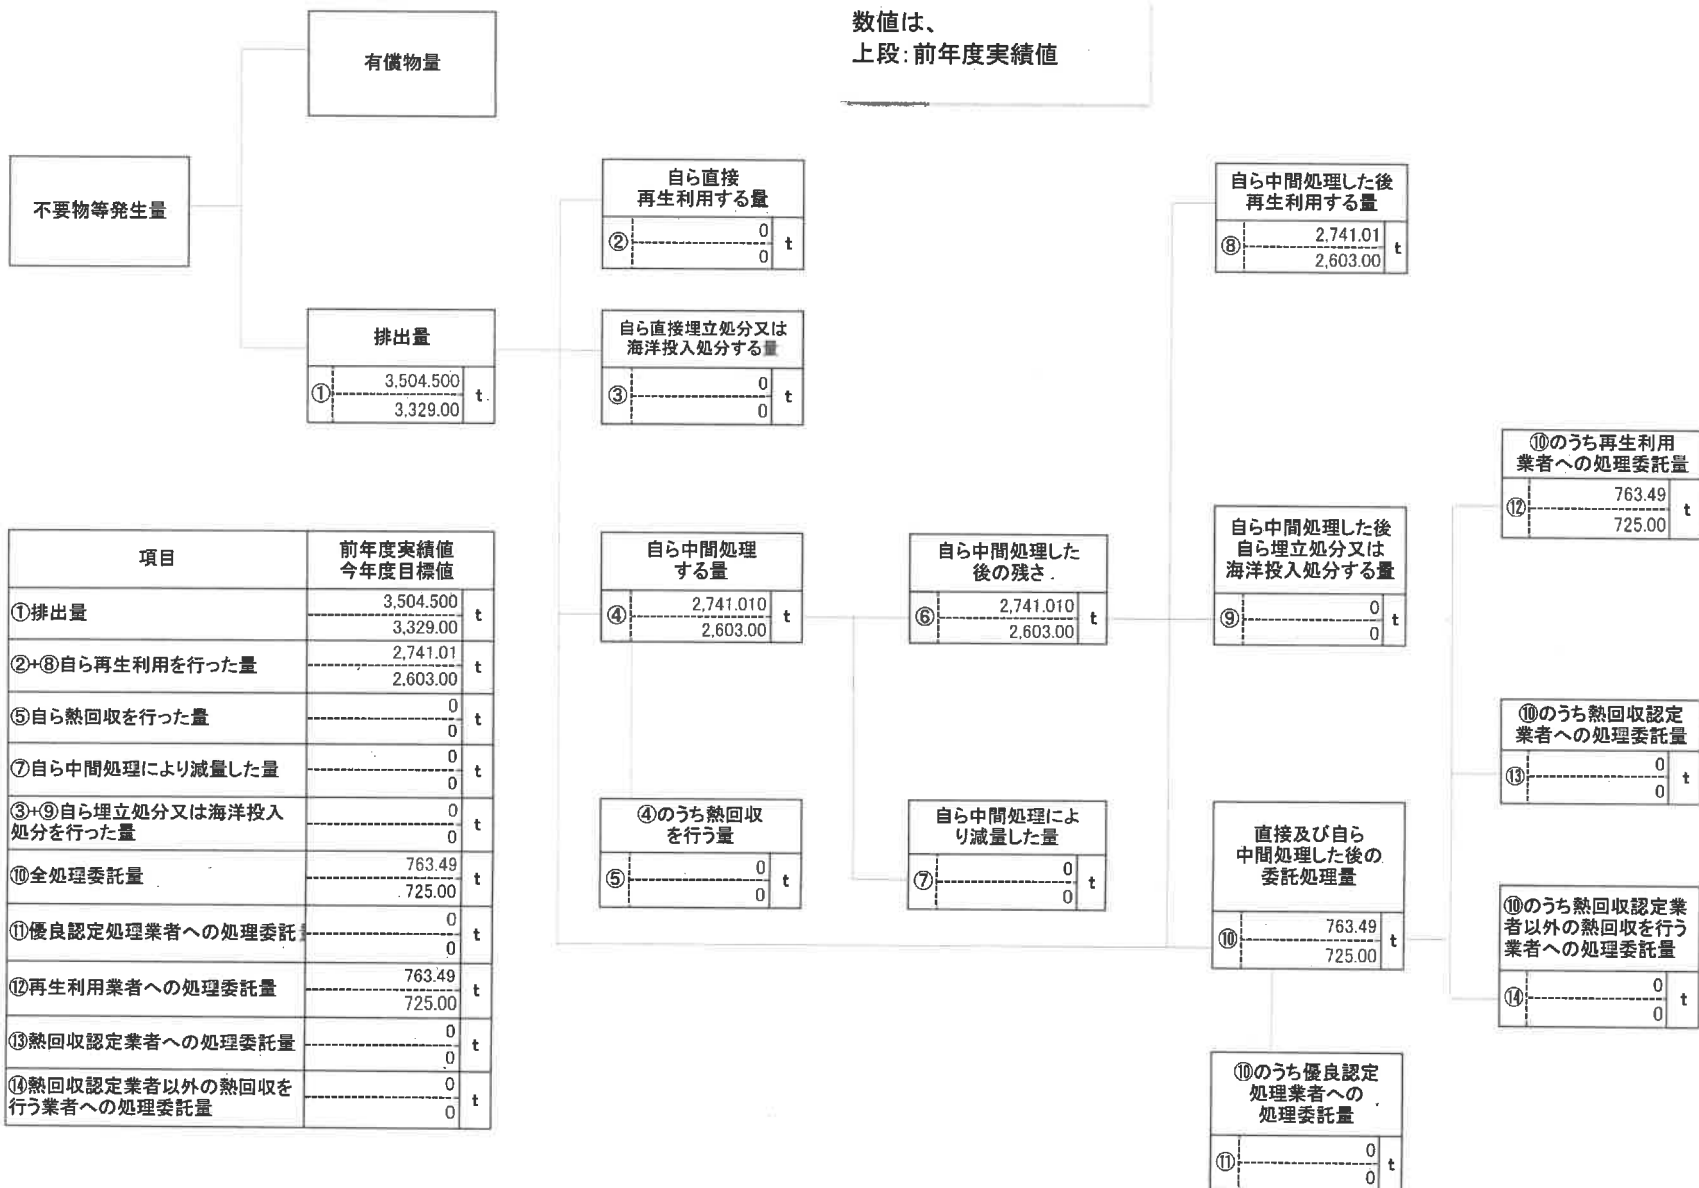 数値は、
上段:前年度実績値
有償物量
不要物等発生量
排出量
① 3,504.500 t
3,329.00
自ら直接
再生利用する量
② 0 t
0
自ら直接埋立処分又は
海洋投入処分する量
③ 0 t
0
自ら中間処理
する量
④ 2,741.010 t
2,603.00
④のうち熱回収
を行う量
⑤ 0 t
0
自ら中間処理した
後の残さ
⑥ 2,741.010 t
2,603.00
自ら中間処理によ
り減量した量
⑦ 0 t
0
自ら中間処理した後
再生利用する量
⑧ 2,741.01 t
2,603.00
自ら中間処理した後
自ら埋立処分又は
海洋投入処分する量
⑨ 0 t
0
直接及び自ら
中間処理した後の
委託処理量
⑩ 763.49 t
725.00
⑩のうち優良認定
処理業者への
処理委託量
⑪ 0 t
0
⑩のうち再生利用
業者への処理委託量
⑫ 763.49 t
725.00
⑩のうち熱回収認定
業者への処理委託量
⑬ 0 t
0
⑩のうち熱回収認定業
者以外の熱回収を行う
業者への処理委託量
⑭ 0 t
0
項目 前年度実績値
今年度目標値
①排出量 3,504.500 t
3,329.00
②+⑧自ら再生利用を行った量 2,741.01 t
2,603.00
⑤自ら熱回収を行った量 0 t
0
⑦自ら中間処理により減量した量 0 t
0
③+⑨自ら埋立処分又は海洋投入
処分を行った量 0 t
0
⑩全処理委託量 763.49 t
725.00
⑪優良認定処理業者への処理委託 0 t
0
⑫再生利用業者への処理委託量 763.49 t
725.00
⑬熱回収認定業者への処理委託量 0 t
0
⑭熱回収認定業者以外の熱回収を
行う業者への処理委託量 0 t
0